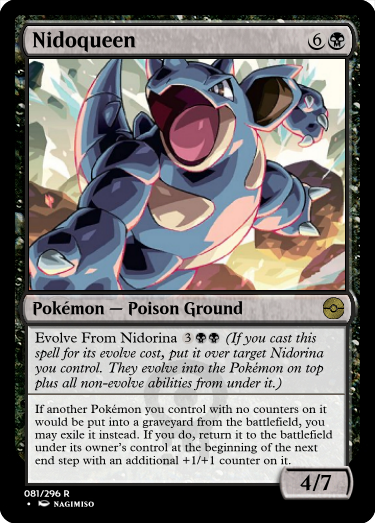 Nidoqueen 6
Pokémon — Poison Ground
Evolve From Nidorina 3 (If you cast this
spell for its evolve cost, put it over target Nidorina
you control. They evolve into the Pokémon on top
plus all non-evolve abilities from under it.)
If another Pokémon you control with no counters on it
would be put into a graveyard from the battlefield, you
may exile it instead. If you do, return it to the battlefield
under its owner's control at the beginning of the next
end step with an additional +1/+1 counter on it.
4/7
081/296 R
• NAGIMISO